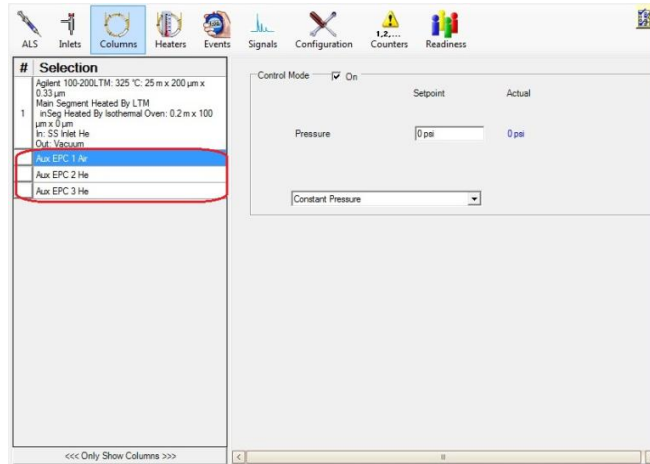 ALS Inlets Columns Heaters Events Signals Configuration Counters Readiness
1,2,...
# Selection
1
Agilent 100-200LTM: 325 °C: 25 m x 200 µm x
0.33 µm
Main Segment Heated By LTM
inSeg Heated By Isothermal Oven: 0.2 m x 100
µm x 0 µm
In: SS Inlet He
Out: Vacuum
Aux EPC 1 Air
Aux EPC 2 He
Aux EPC 3 He
<<< Only Show Columns >>>
Control Mode On
Setpoint Actual
Pressure 0 psi 0 psi
Constant Pressure